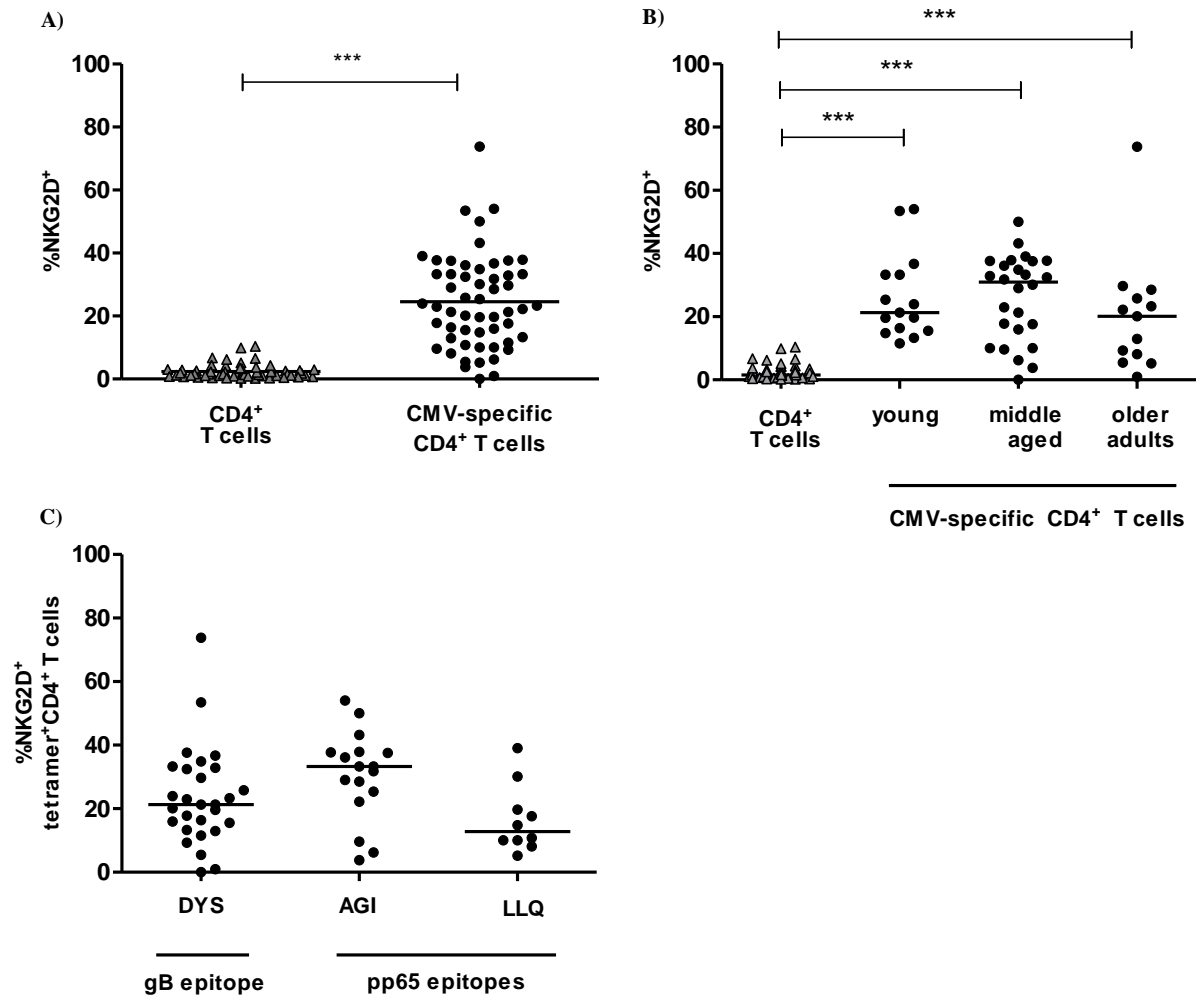 A)
***
100
80
60
40
20
0
%NKG2D+
CD4+
T cells
CMV-specific
CD4+ T cells
B)
***
***
***
100
80
60
40
20
0
%NKG2D+
CD4+
T cells
young
middle
aged
older
adults
CMV-specific CD4+ T cells
C)
100
80
60
40
20
0
%NKG2D+
tetramer+CD4+ T cells
DYS
AGI
LLQ
gB epitope
pp65 epitopes